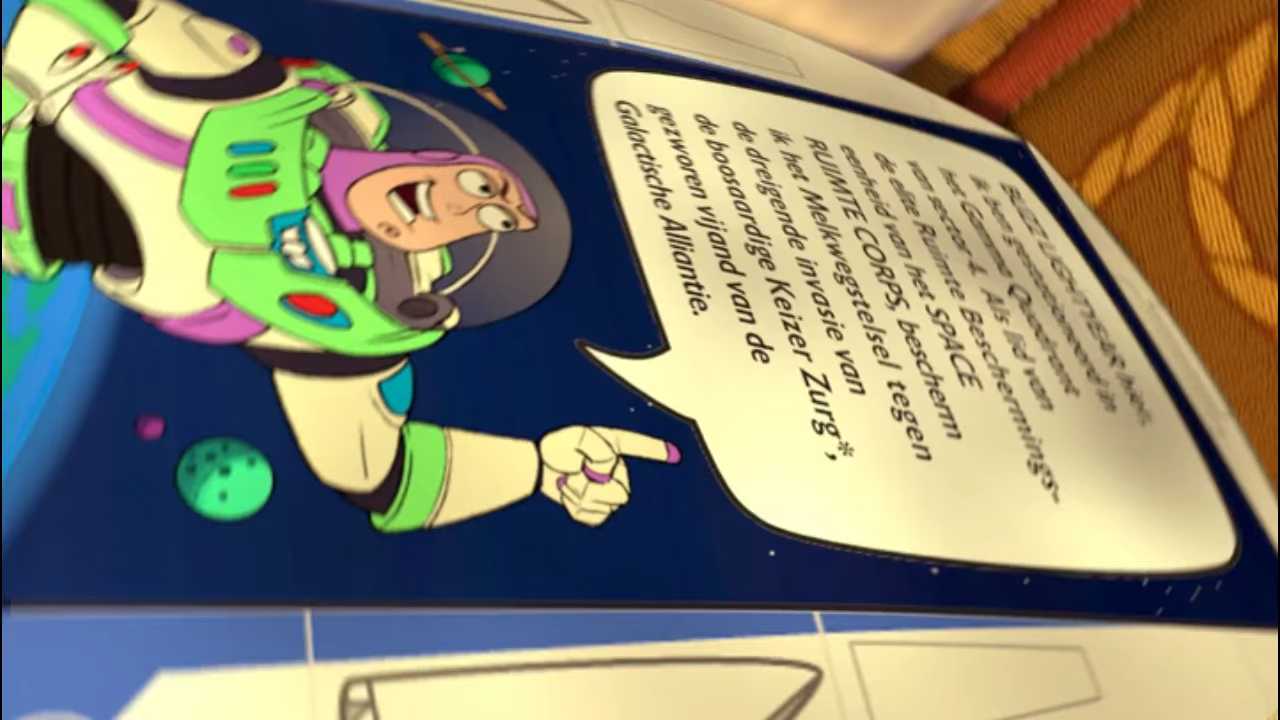 BUZZ LIGHTYEAR hier.
Ik ben gestationeerd in
het Gamma Quadrant
van sector 4. Als lid van
de elite Ruimte Beschermings-
eenheid van het SPACE
RUIMTE CORPS, bescherm
ik het Melkwegstelsel tegen
de dreigende invasie van
de boosaardige Keizer Zurg*,
gezworen vijand van de
Galactische Alliantie.